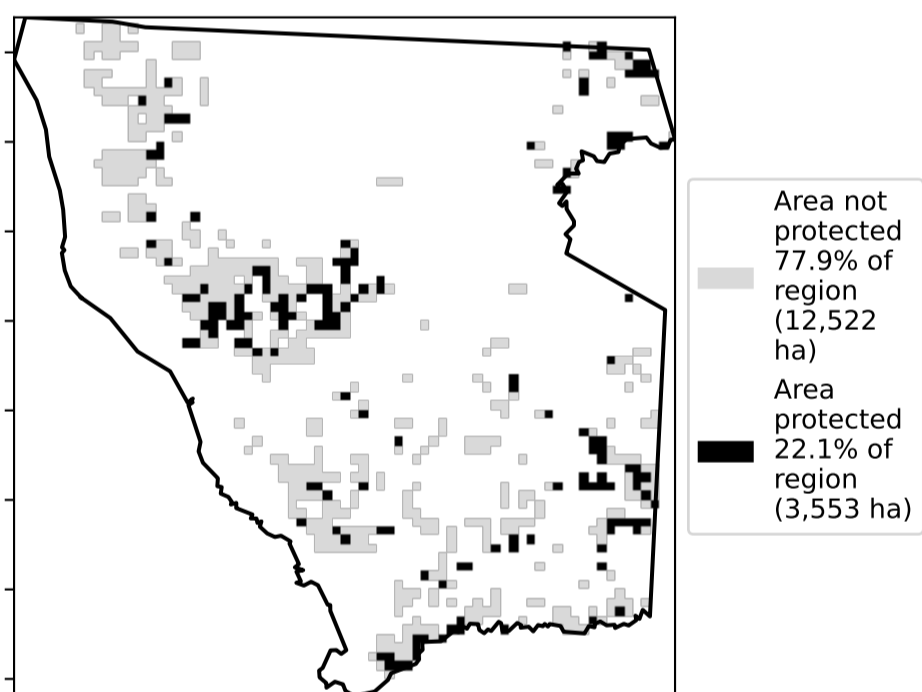 Area not
protected
77.9% of
region
(12,522
ha)
Area
protected
22.1% of
region
(3,553 ha)